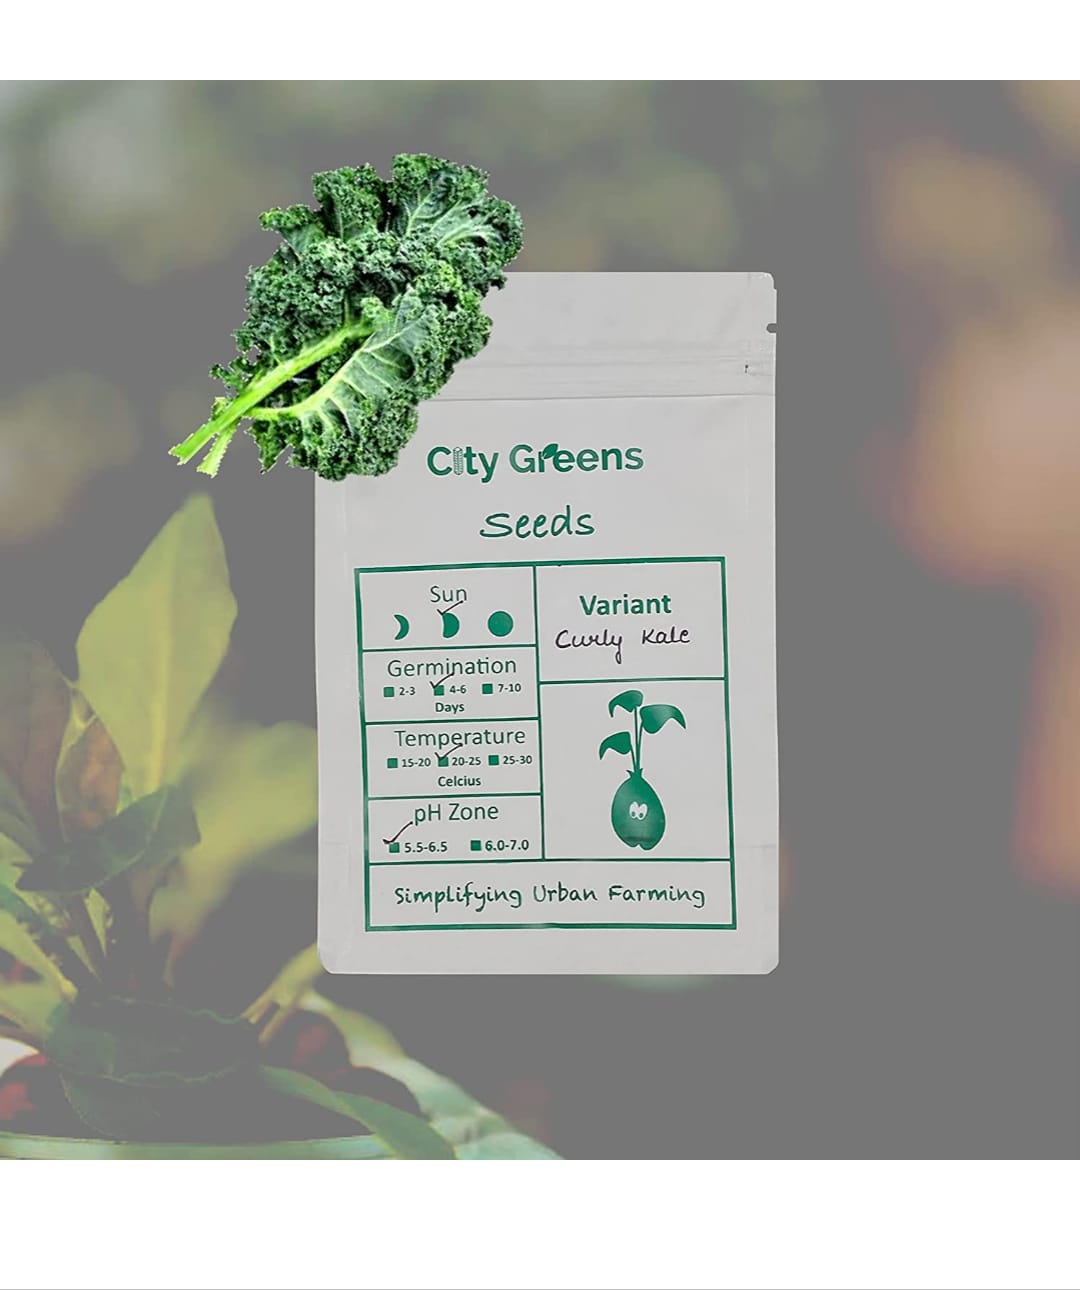 City Greens
Seeds
Sun
Variant
Curly Kale
Germination
2-3 4-6 7-10
Days
Temperature
15-20 20-25 25-30
Celcius
pH Zone
5.5-6.5 6.0-7.0
Simplifying Urban Farming